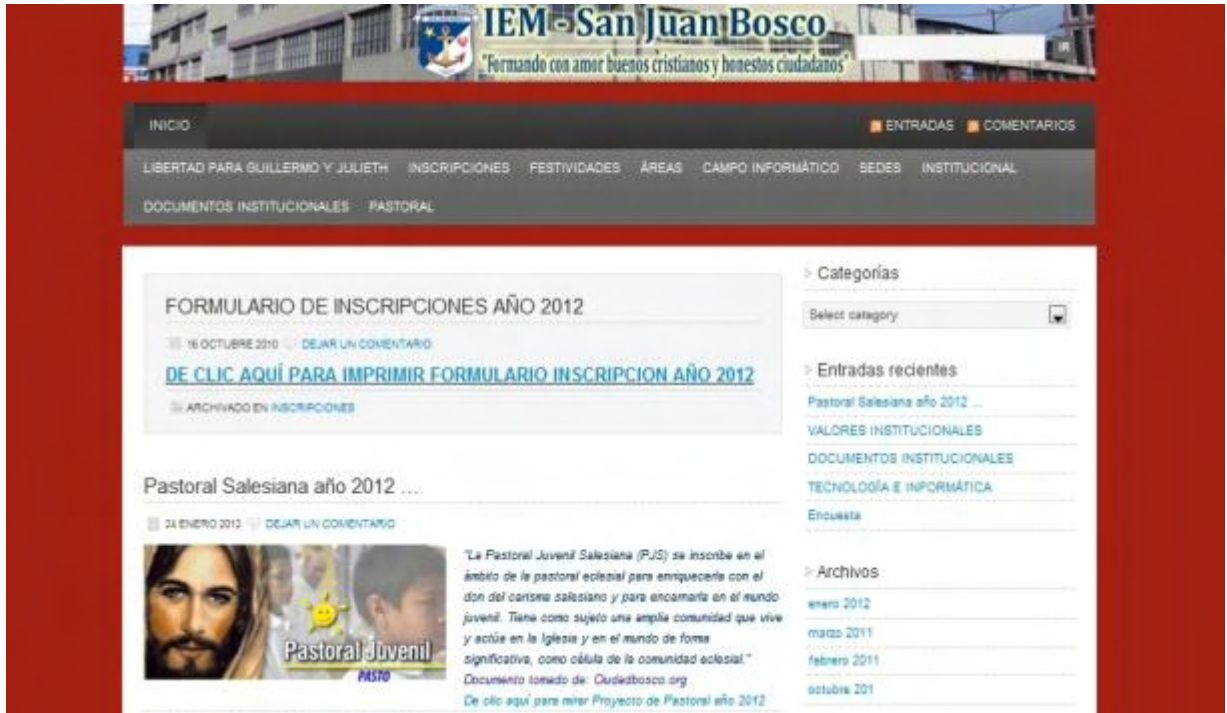 IEM - San Juan Bosco
"Formando con amor buenos cristianos y honestos ciudadanos"
IR
INICIO
ENTRADAS COMENTARIOS
LIBERTAD PARA GUILLERMO Y JULIETH INSCRIPCIONES FESTIVIDADES ÁREAS CAMPO INFORMÁTICO SEDES INSTITUCIONAL
DOCUMENTOS INSTITUCIONALES PASTORAL
FORMULARIO DE INSCRIPCIONES AÑO 2012
16 OCTUBRE 2010 DEJAR UN COMENTARIO
DE CLIC AQUÍ PARA IMPRIMIR FORMULARIO INSCRIPCION AÑO 2012
ARCHIVADO EN INSCRIPCIONES
Pastoral Salesiana año 2012 ...
24 ENERO 2012 DEJAR UN COMENTARIO
Pastoral Juvenil
PASTO
"La Pastoral Juvenil Salesiana (PJS) se inscribe en el
ámbito de la pastoral eclesial para enriquecerla con el
don del carisma salesiano y para encarnarla en el mundo
juvenil. Tiene como sujeto una amplia comunidad que vive
y actúa en la Iglesia y en el mundo de forma
significativa, como célula de la comunidad eclesial."
Documento tomado de: Ciudadbosco.org
De clic aquí para mirar Proyecto de Pastoral año 2012
Categorías
Select category
Entradas recientes
Pastoral Salesiana año 2012 ...
VALORES INSTITUCIONALES
DOCUMENTOS INSTITUCIONALES
TECNOLOGÍA E INFORMÁTICA
Encuesta
Archivos
enero 2012
marzo 2011
febrero 2011
octubre 201